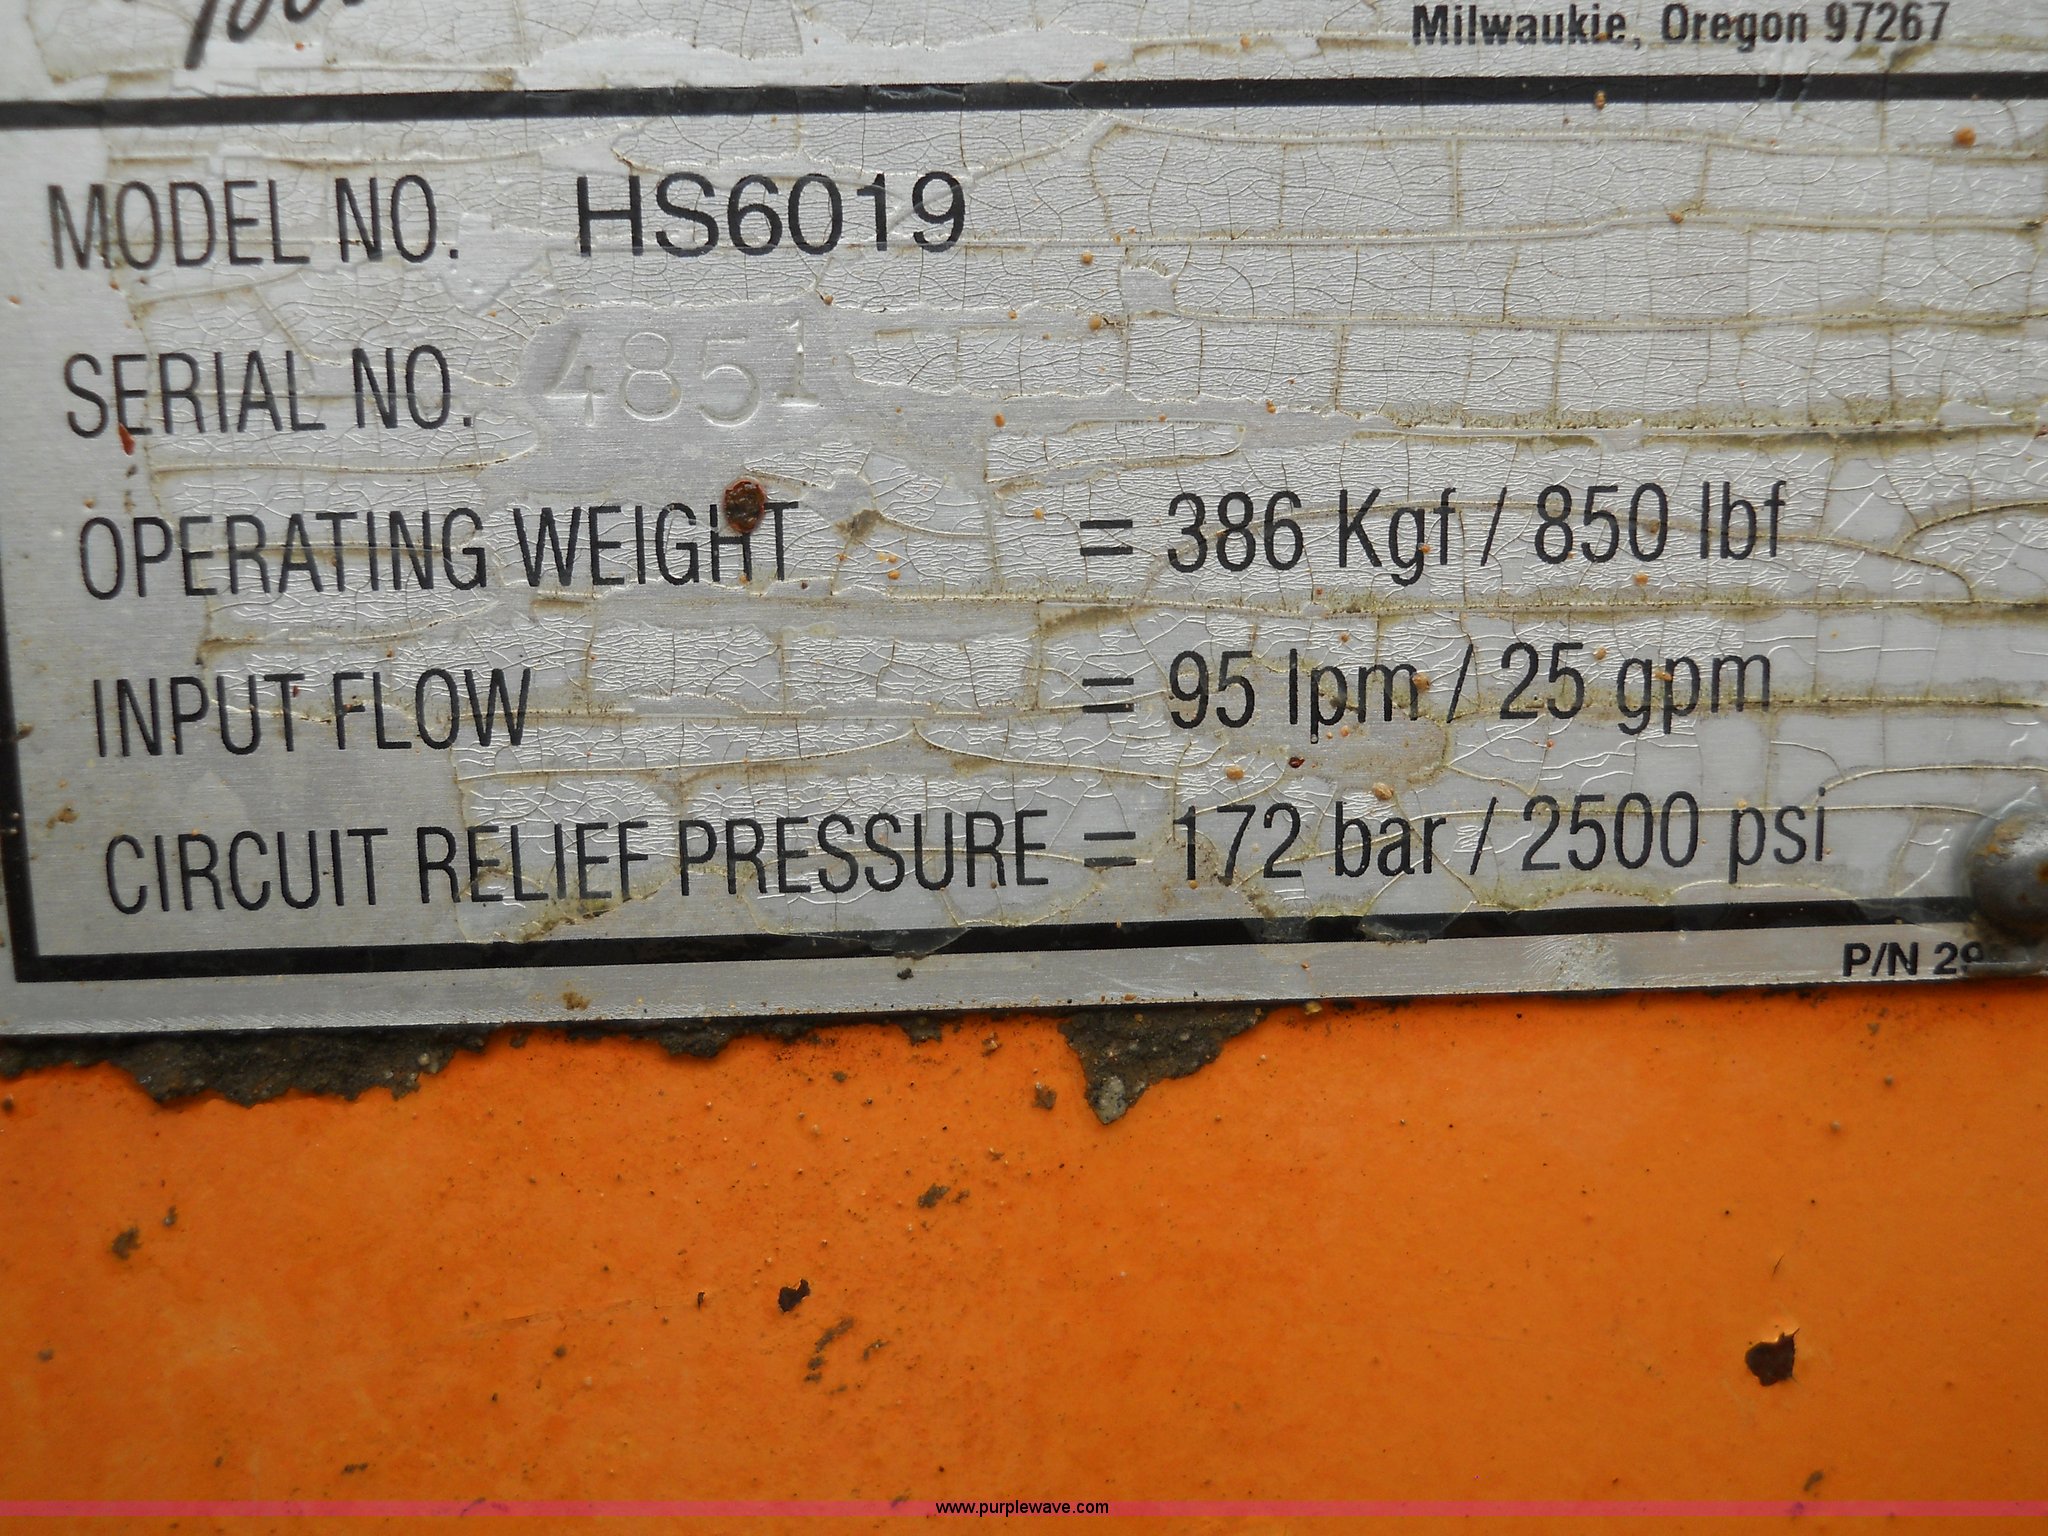 Milwaukie, Oregon 97267
MODEL NO. HS6019
SERIAL NO. 4851
OPERATING WEIGHT = 386 Kgf / 850 lbf
INPUT FLOW = 95 lpm / 25 gpm
CIRCUIT RELIEF PRESSURE = 172 bar / 2500 psi
P/N
www.purplewave.com